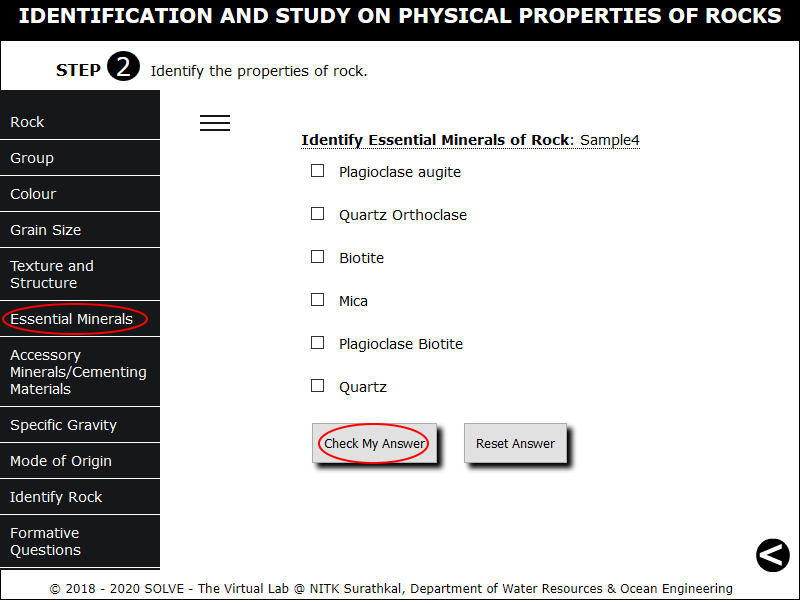 IDENTIFICATION AND STUDY ON PHYSICAL PROPERTIES OF ROCKS
STEP 2 Identify the properties of rock.
Rock
Group
Colour
Grain Size
Texture and
Structure
Essential Minerals
Accessory
Minerals/Cementing
Materials
Specific Gravity
Mode of Origin
Identify Rock
Formative
Questions
Identify Essential Minerals of Rock: Sample4
Plagioclase augite
Quartz Orthoclase
Biotite
Mica
Plagioclase Biotite
Quartz
Check My Answer
Reset Answer
© 2018 - 2020 SOLVE - The Virtual Lab @ NITK Surathkal, Department of Water Resources & Ocean Engineering